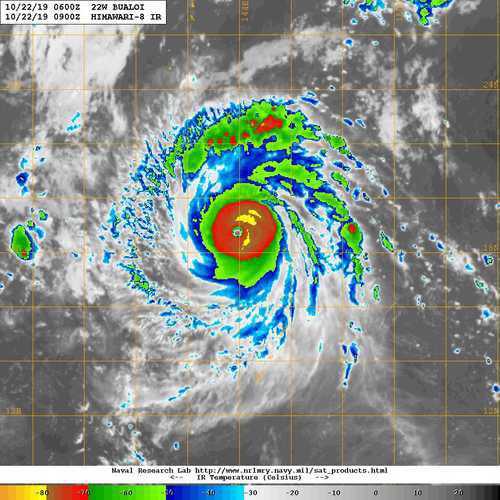 10/22/19 0600Z 22W BUALOI
10/22/19 0900Z HIMAWARI-8 IR
144E
Naval Research Lab http://www.nrlmry.navy.mil/sat_products.html
<-- IR Temperature (Celsius) -->
-80 -70 -60 -50 -40 -30 -20 -10 0 10 20